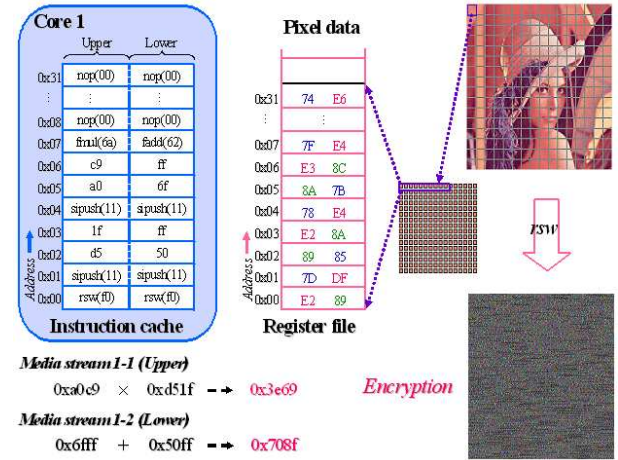 Core 1
Upper Lower
0x31 nop(00) nop(00)
⋮ ⋮ ⋮
0x08 nop(00) nop(00)
0x07 fmul(6a) fadd(62)
0x06 c9 ff
0x05 a0 6f
0x04 sipush(11) sipush(11)
0x03 1f ff
0x02 d5 50
0x01 sipush(11) sipush(11)
0x00 rsw(f0) rsw(f0)
Address
Instruction cache
Pixel data
0x31 74 E6
⋮ ⋮
0x07 7F E4
0x06 E3 8C
0x05 8A 7B
0x04 78 E4
0x03 E2 8A
0x02 89 85
0x01 7D DF
0x00 E2 89
Address
Register file
rsw
Media stream 1-1 (Upper)
0xa0c9 × 0xd51f 0x3e69
Media stream 1-2 (Lower)
0x6fff + 0x50ff 0x708f
Encryption